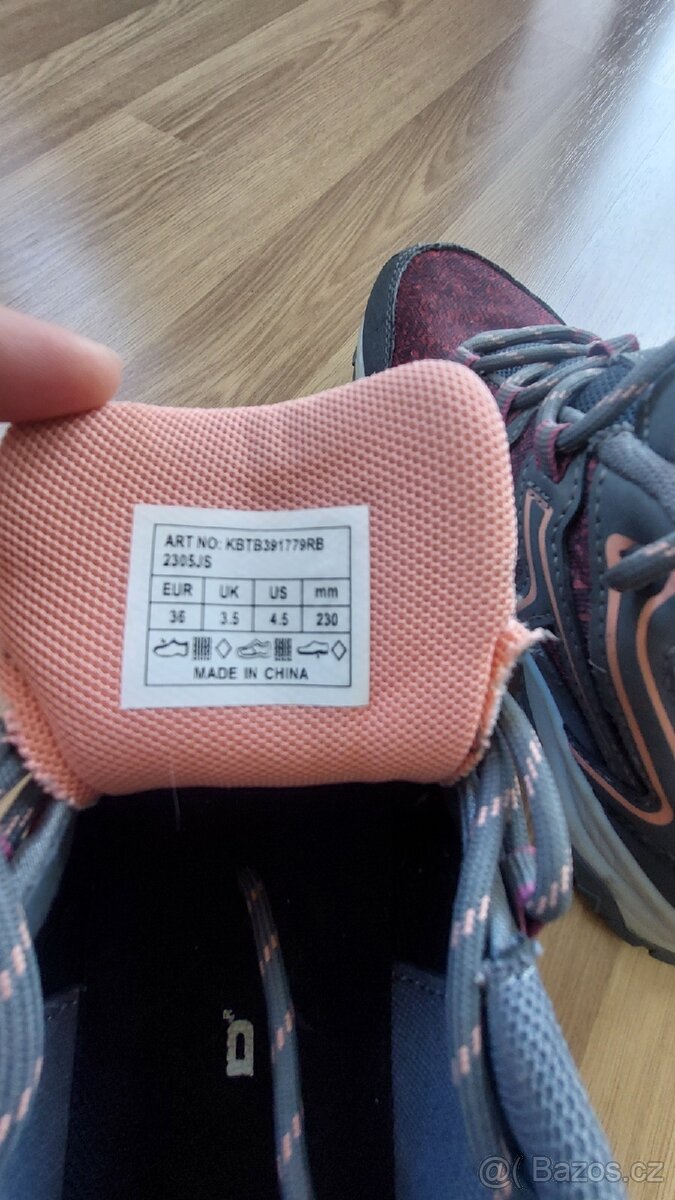 ART NO: KBTB391779RB
2305JS
EUR UK US mm
36 3.5 4.5 230
MADE IN CHINA
@( Bazos.cz